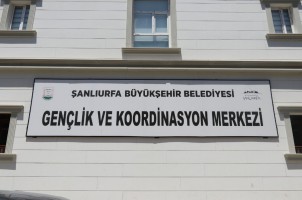 ŞANLIURFA BÜYÜKŞEHİR BELEDİYESİ
GENÇLİK VE KOORDİNASYON MERKEZİ